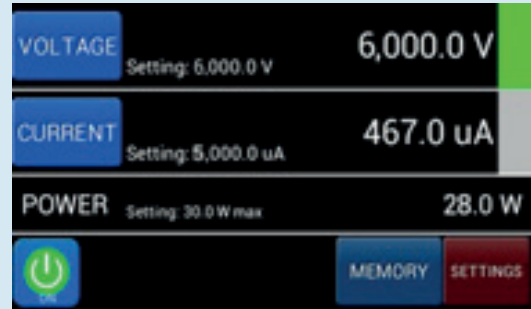 VOLTAGE
Setting: 6,000.0 V
6,000.0 V
CURRENT
Setting: 5,000.0 uA
467.0 uA
POWER
Setting: 30.0 W max
28.0 W
ON
MEMORY
SETTINGS